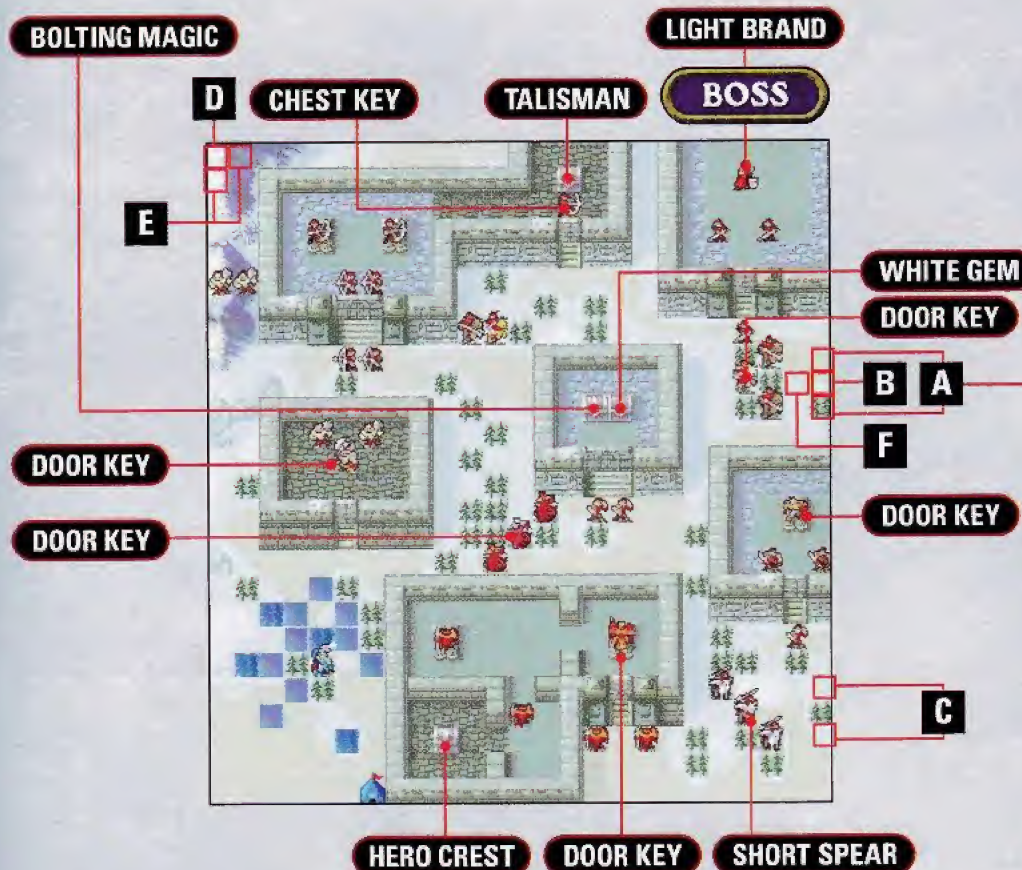 BOLTING MAGIC
LIGHT BRAND
D
CHEST KEY
TALISMAN
BOSS
E
WHITE GEM
DOOR KEY
B
A
F
DOOR KEY
DOOR KEY
DOOR KEY
C
HERO CREST
DOOR KEY
SHORT SPEAR